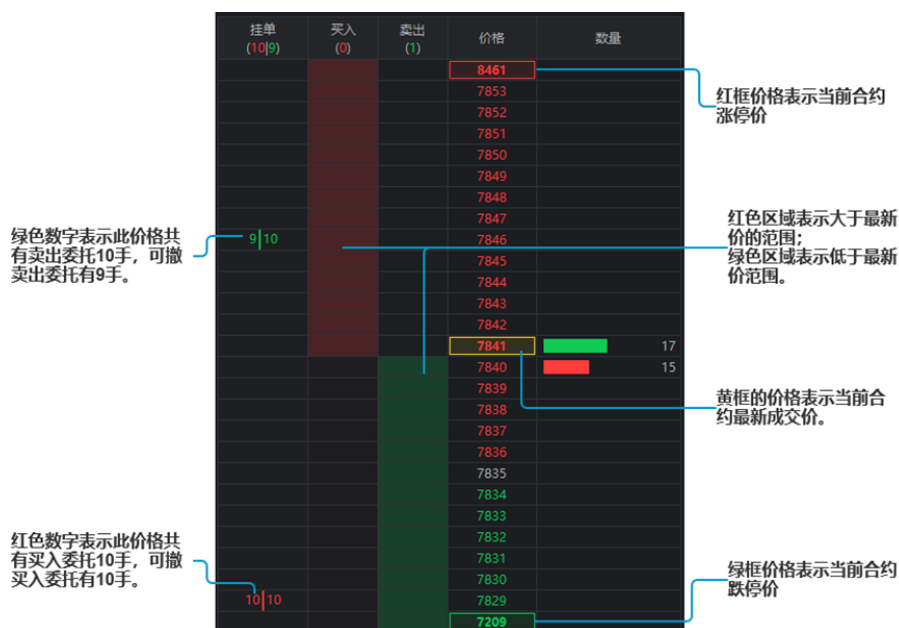 挂单 买入 卖出 价格 数量
(10|9) (0) (1)
8461
7853
7852
7851
7850
7849
7848
7847
9|10 7846
7845
7844
7843
7842
7841 17
7840 15
7839
7838
7837
7836
7835
7834
7833
7832
7831
7830
10|10 7829
7209
绿色数字表示此价格共
有卖出委托10手，可撤
卖出委托有9手。
红色数字表示此价格共
有买入委托10手，可撤
买入委托有10手。
红框价格表示当前合约
涨停价
红色区域表示大于最新
价的范围；
绿色区域表示低于最新
价范围。
黄框的价格表示当前合
约最新成交价。
绿框价格表示当前合约
跌停价